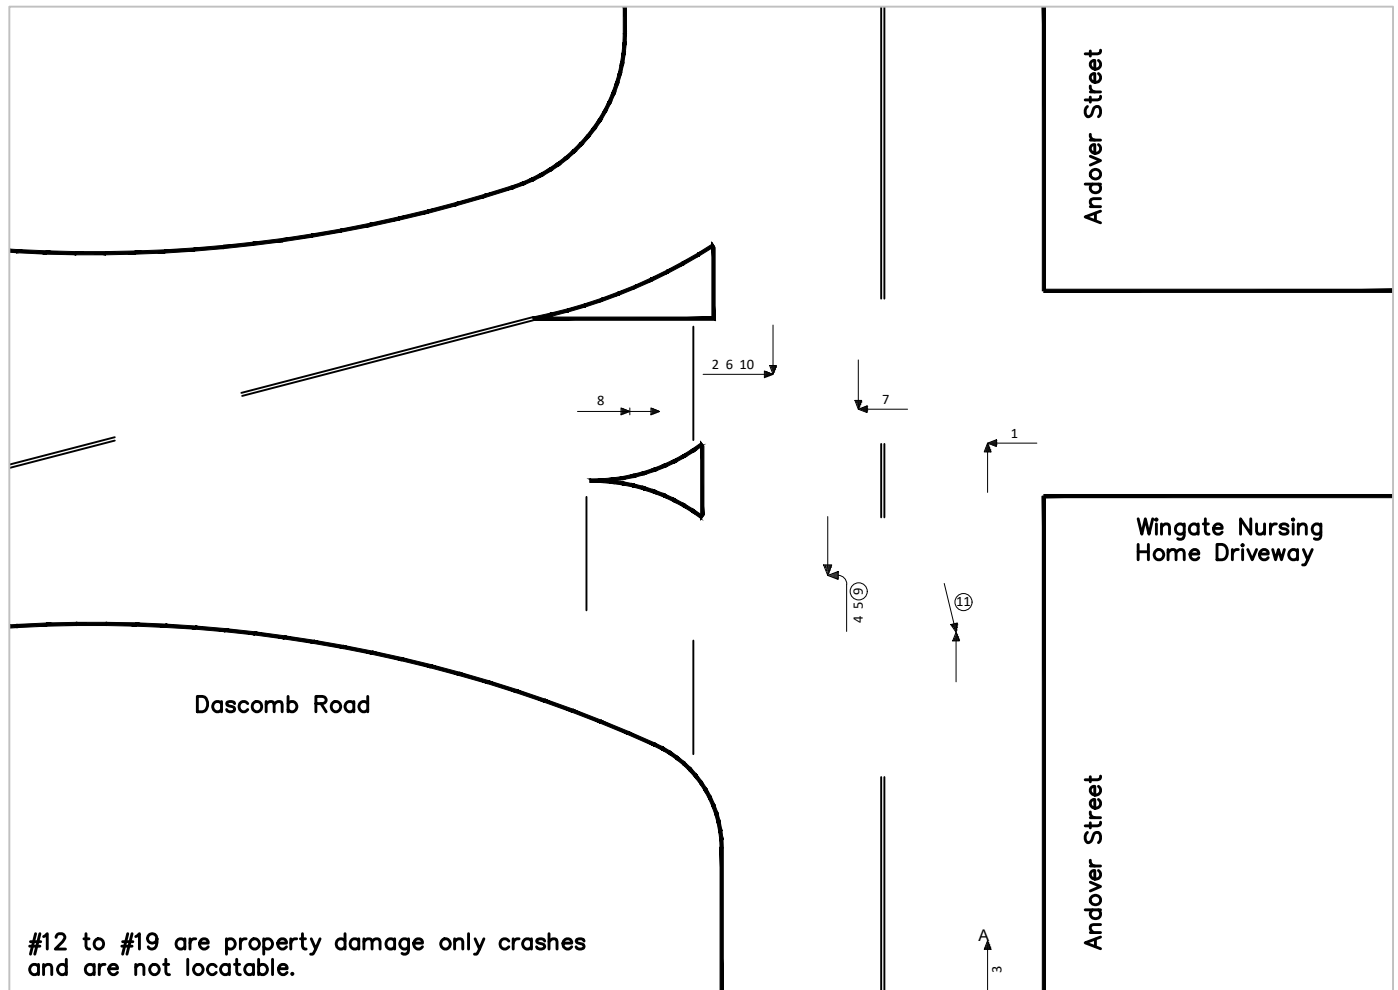 Andover Street
2 6 10
8
7
1
Wingate Nursing
Home Driveway
4 5 9
11
Dascomb Road
Andover Street
#12 to #19 are property damage only crashes
and are not locatable.
A
3